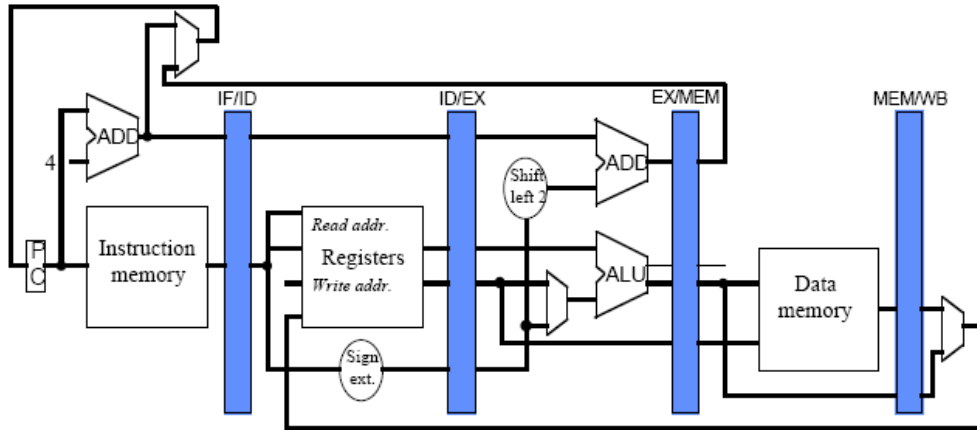 IF/ID
ID/EX
EX/MEM
MEM/WB
ADD
4
ADD
Shift
left 2
P
C
Instruction
memory
Read addr.
Registers
Write addr.
ALU
Data
memory
Sign
ext.